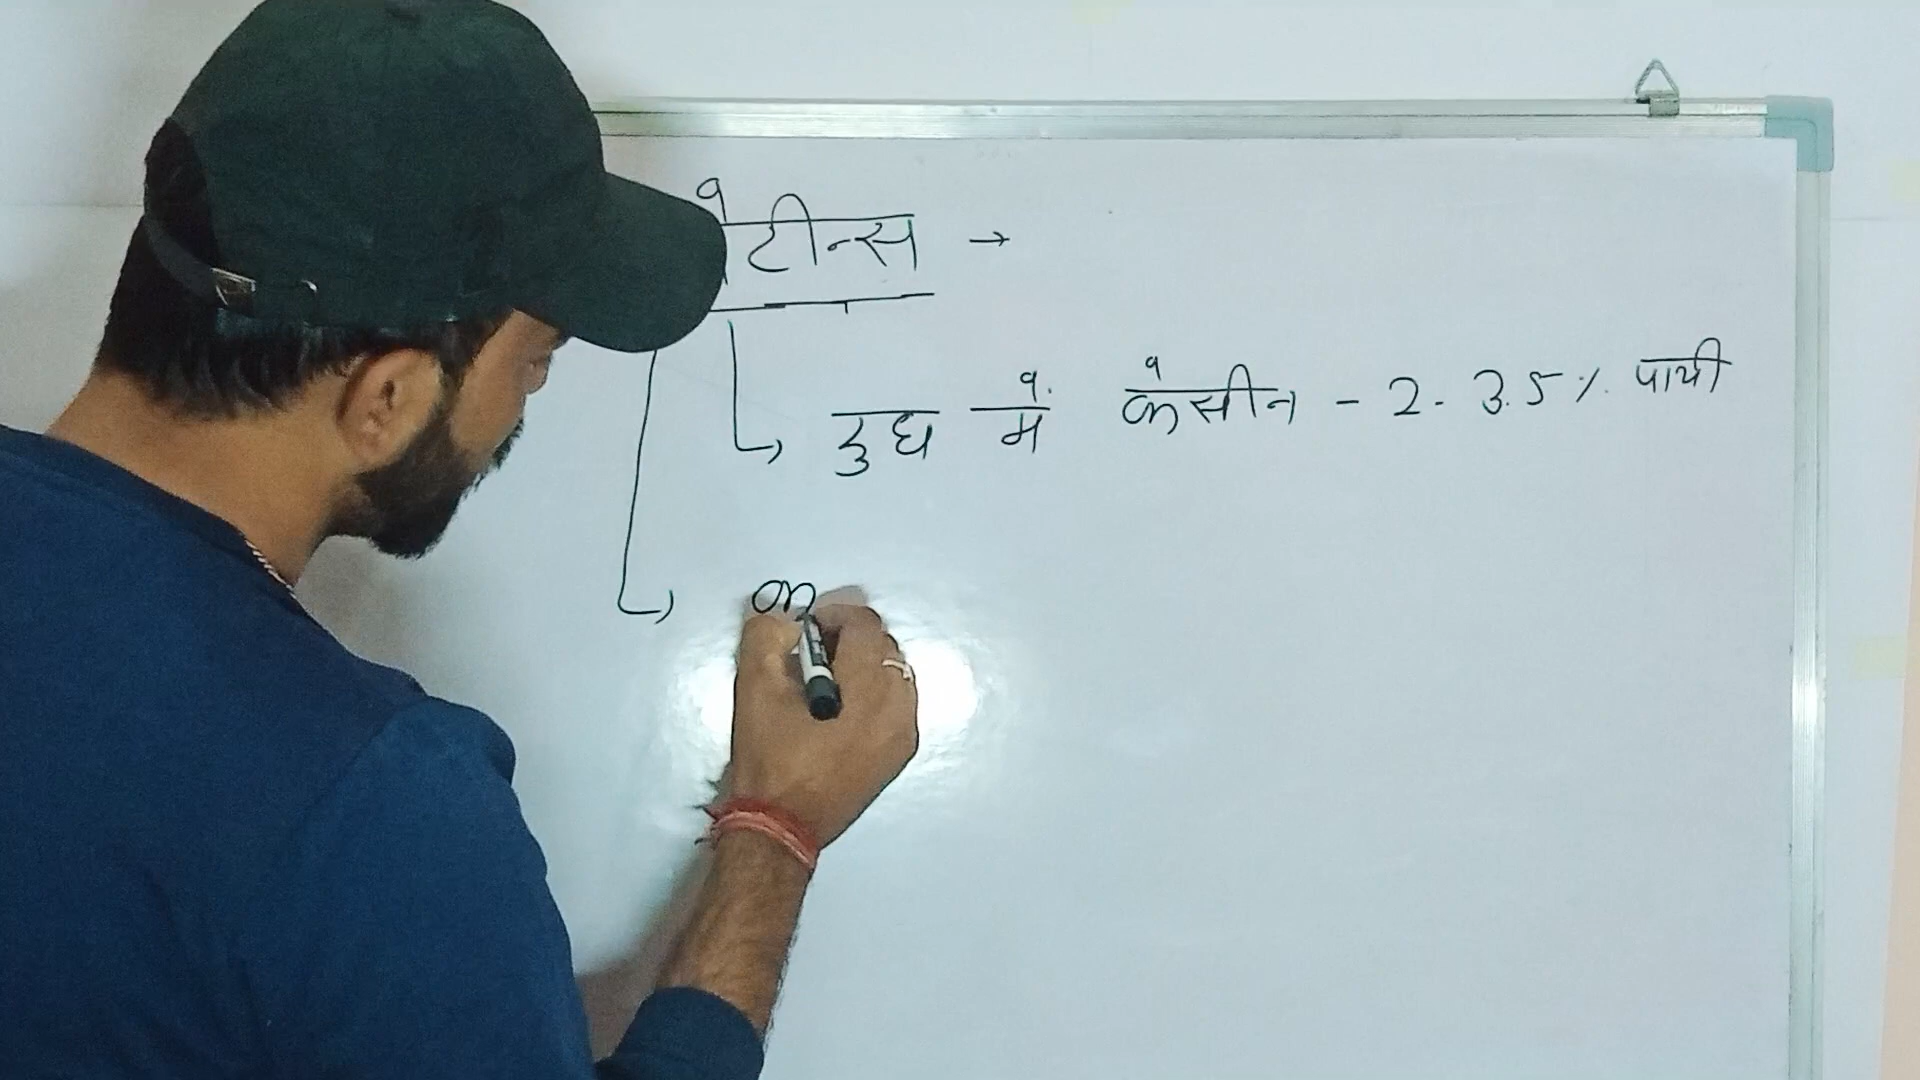 टीन्स →
दुध में केसीन - 2. 3.5% पायी
क